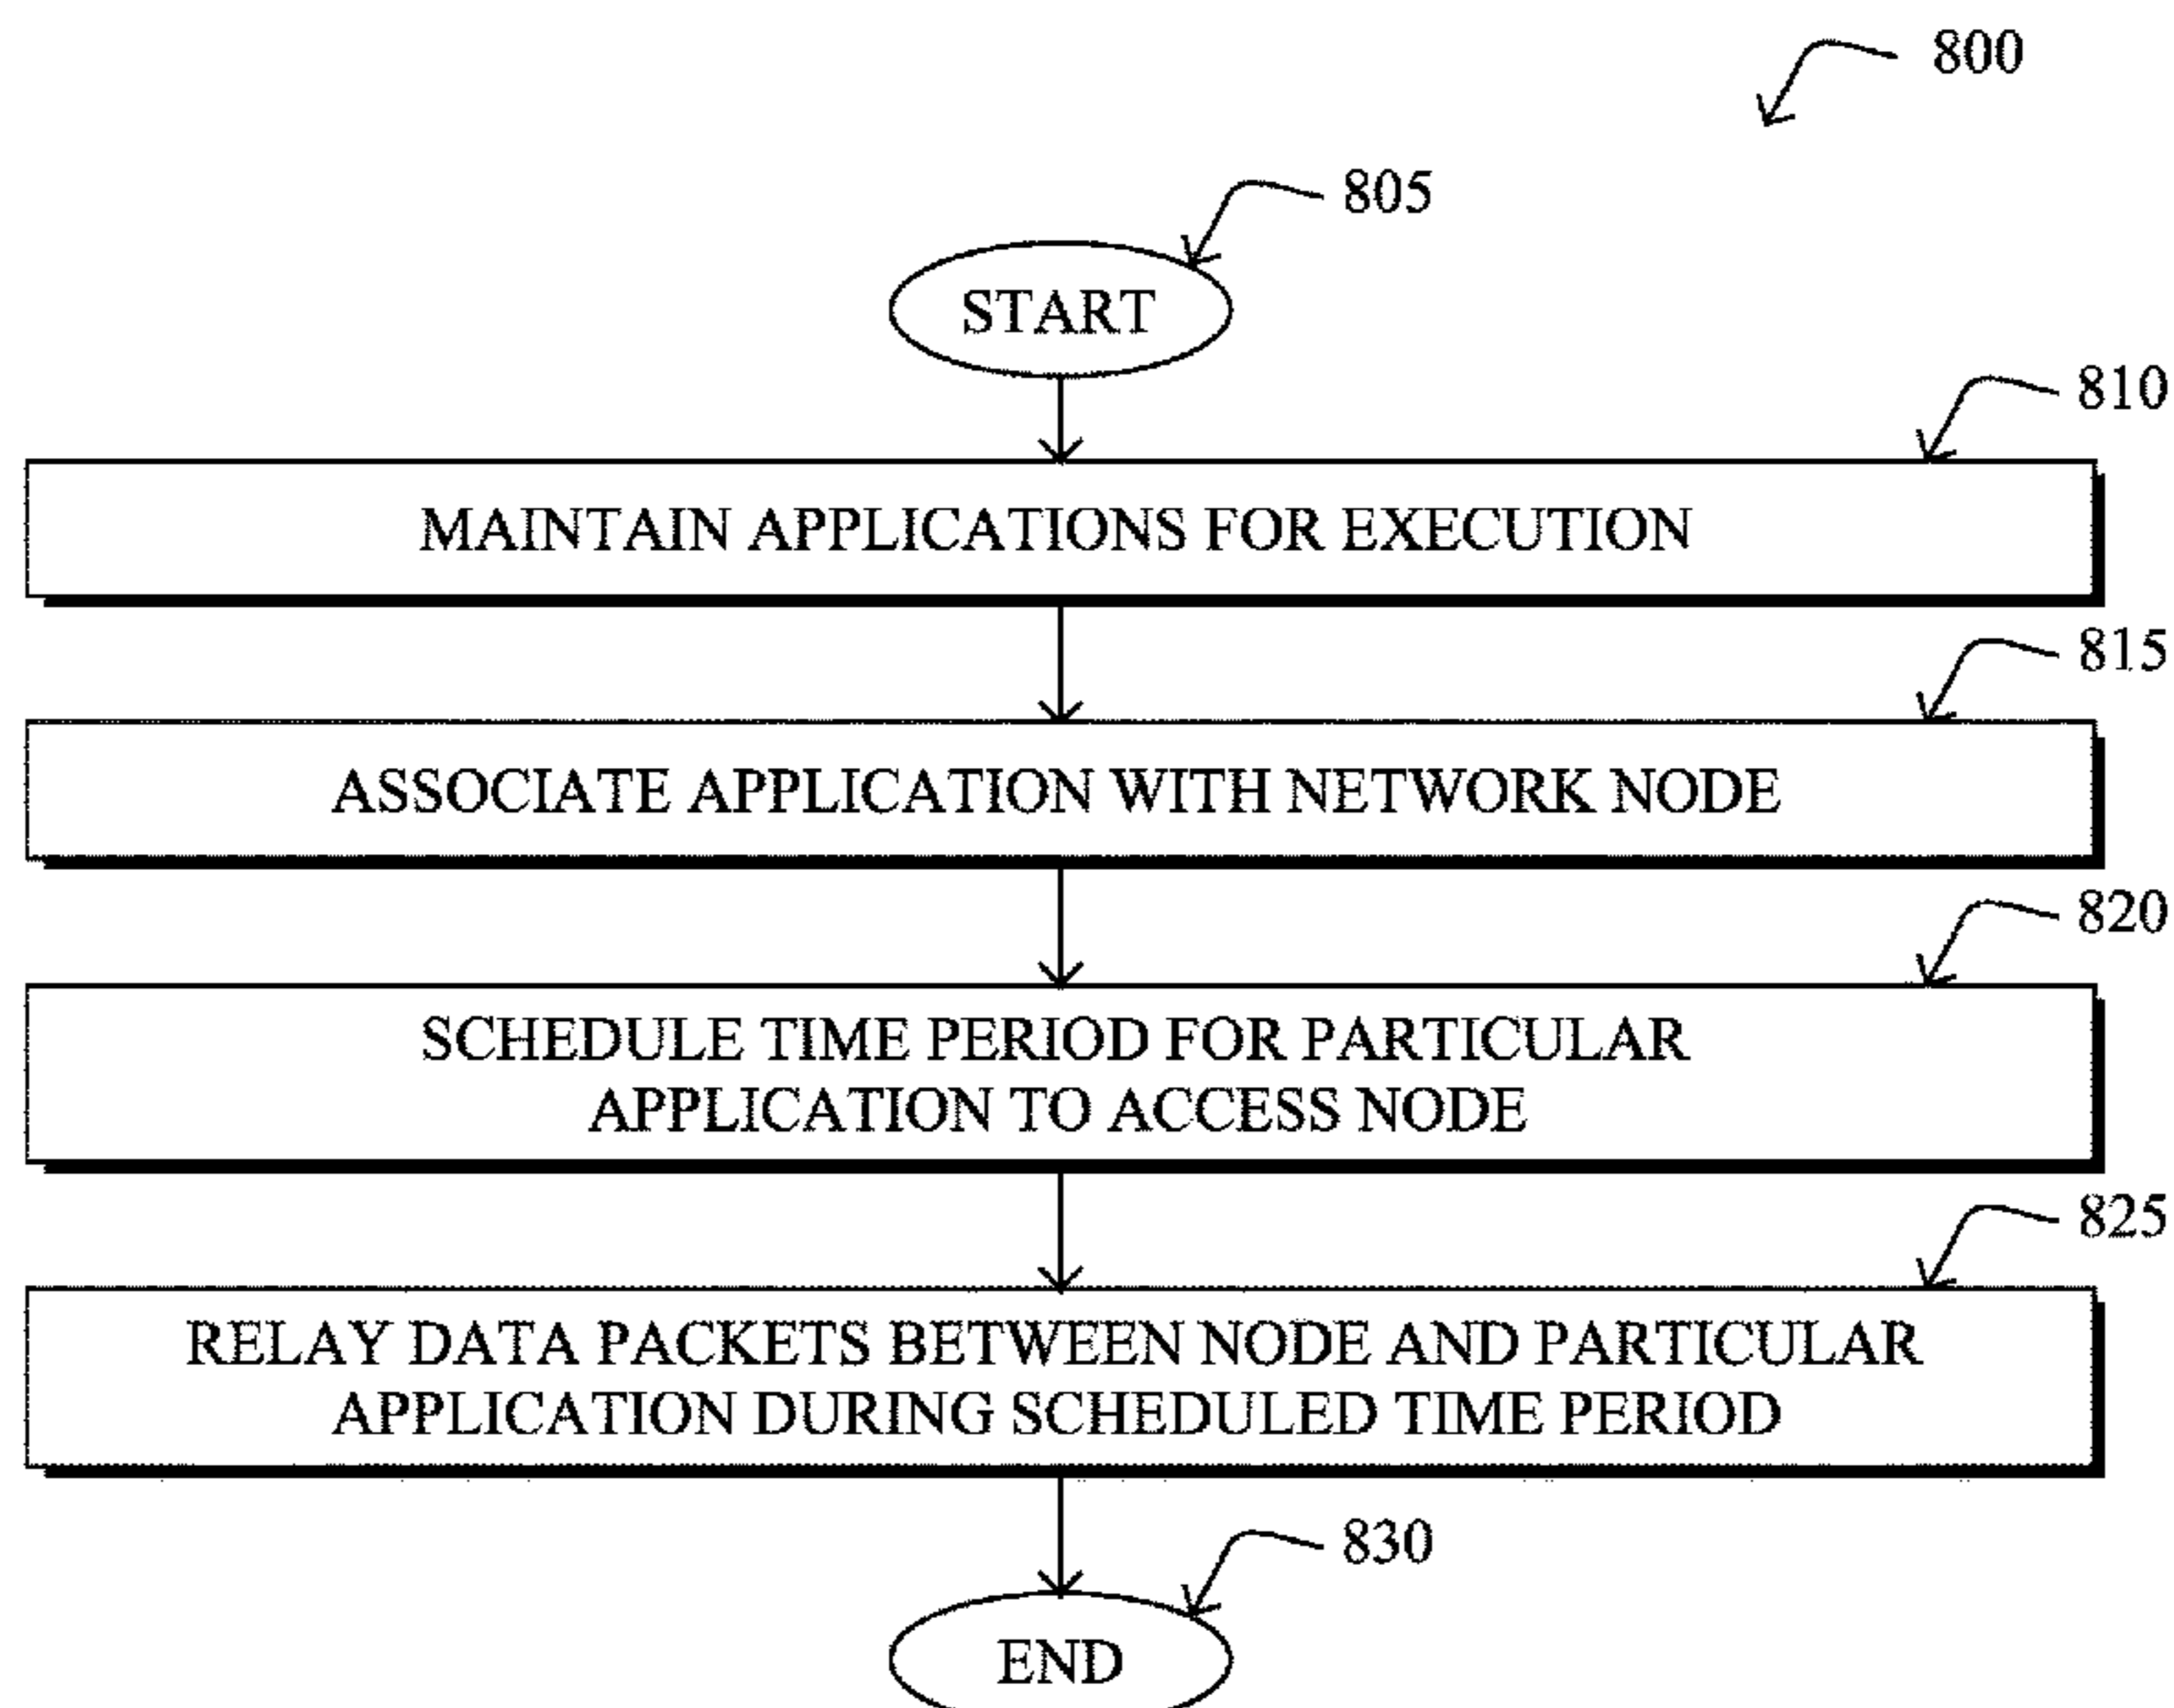 800
805
START
810
MAINTAIN APPLICATIONS FOR EXECUTION
815
ASSOCIATE APPLICATION WITH NETWORK NODE
820
SCHEDULE TIME PERIOD FOR PARTICULAR
APPLICATION TO ACCESS NODE
825
RELAY DATA PACKETS BETWEEN NODE AND PARTICULAR
APPLICATION DURING SCHEDULED TIME PERIOD
830
END